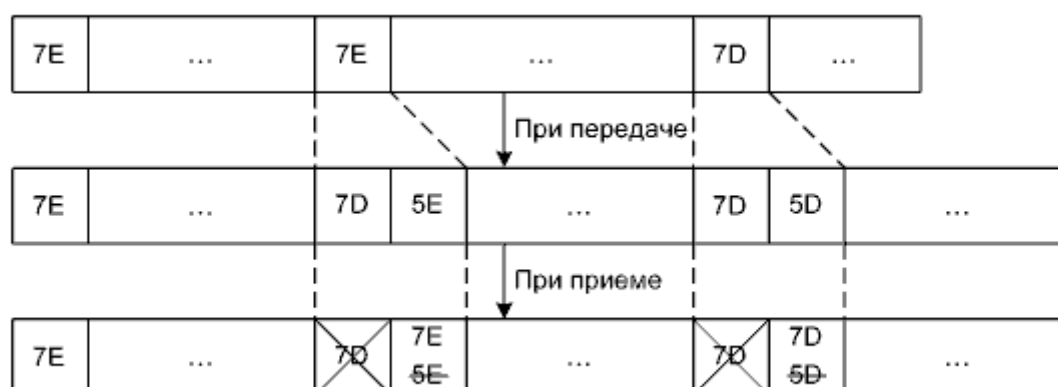 7E ... 7E ... 7D ...
При передаче
7E ... 7D 5E ... 7D 5D ...
При приеме
7E ... 7D 7E ... 7D 7D ...
5E 5D